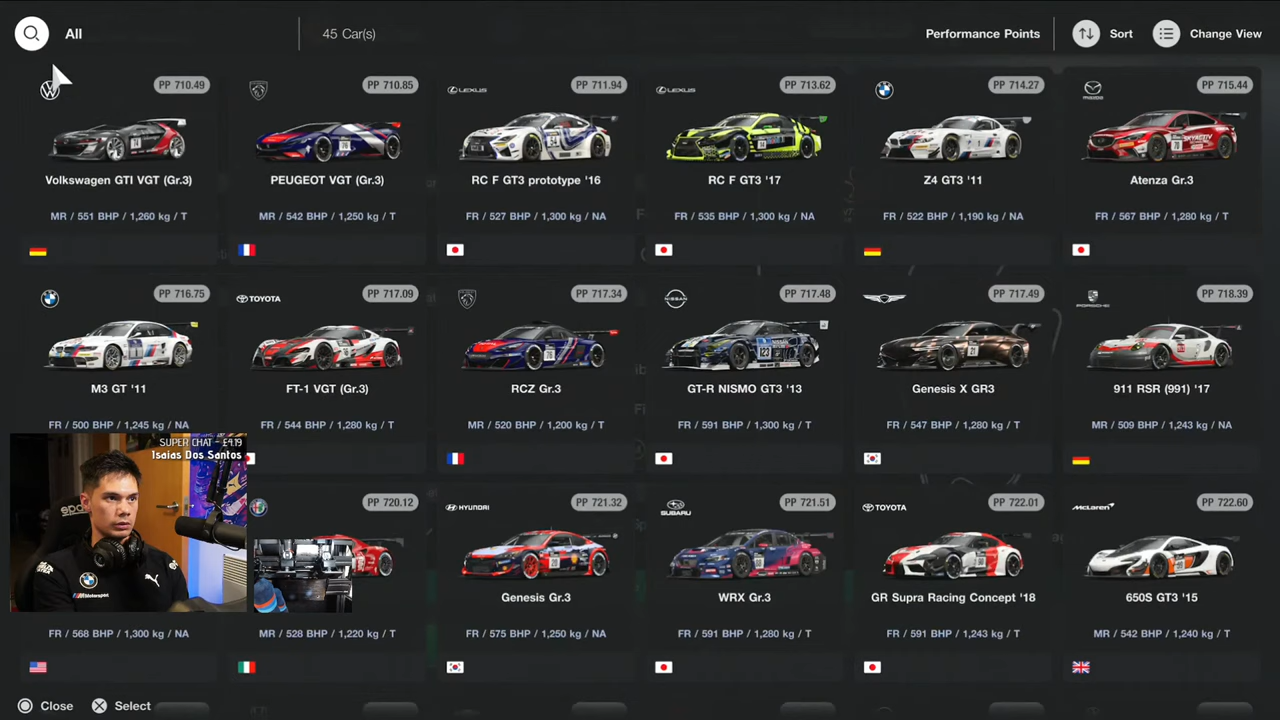 All
45 Car(s)
Performance Points
Sort
Change View
PP 710.49
Volkswagen GTI VGT (Gr.3)
MR / 551 BHP / 1,260 kg / T
PP 710.85
PEUGEOT VGT (Gr.3)
MR / 542 BHP / 1,250 kg / T
LEXUS
PP 711.94
RC F GT3 prototype '16
FR / 527 BHP / 1,300 kg / NA
LEXUS
PP 713.62
RC F GT3 '17
FR / 535 BHP / 1,300 kg / NA
PP 714.27
Z4 GT3 '11
FR / 522 BHP / 1,190 kg / NA
PP 715.44
Atenza Gr.3
FR / 567 BHP / 1,280 kg / T
PP 716.75
M3 GT '11
FR / 500 BHP / 1,245 kg / NA
TOYOTA
PP 717.09
FT-1 VGT (Gr.3)
FR / 544 BHP / 1,280 kg / T
PP 717.34
RCZ Gr.3
MR / 520 BHP / 1,200 kg / T
NISSAN
PP 717.48
GT-R NISMO GT3 '13
FR / 591 BHP / 1,300 kg / T
PP 717.49
Genesis X GR3
FR / 547 BHP / 1,280 kg / T
PORSCHE
PP 718.39
911 RSR (991) '17
MR / 509 BHP / 1,243 kg / NA
SUPER CHAT - £4.19
Isaias Dos Santos
FR / 568 BHP / 1,300 kg / NA
PP 720.12
MR / 528 BHP / 1,220 kg / T
HYUNDAI
PP 721.32
Genesis Gr.3
FR / 575 BHP / 1,250 kg / NA
SUBARU
PP 721.51
WRX Gr.3
FR / 591 BHP / 1,280 kg / T
TOYOTA
PP 722.01
GR Supra Racing Concept '18
FR / 591 BHP / 1,243 kg / T
McLaren
PP 722.60
650S GT3 '15
MR / 542 BHP / 1,240 kg / T
Close
Select